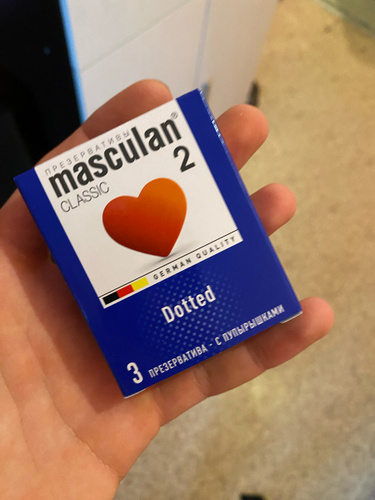 ПРЕЗЕРВАТИВЫ
masculan®
CLASSIC 2
GERMAN QUALITY
Dotted
3 ПРЕЗЕРВАТИВА - С ПУПЫРЫШКАМИ